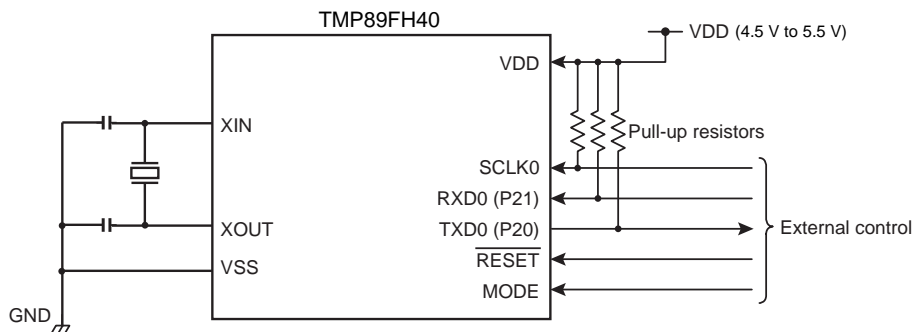 TMP89FH40
VDD (4.5 V to 5.5 V)
VDD
XIN
Pull-up resistors
SCLK0
RXD0 (P21)
XOUT
TXD0 (P20)
External control
VSS
RESET
MODE
GND